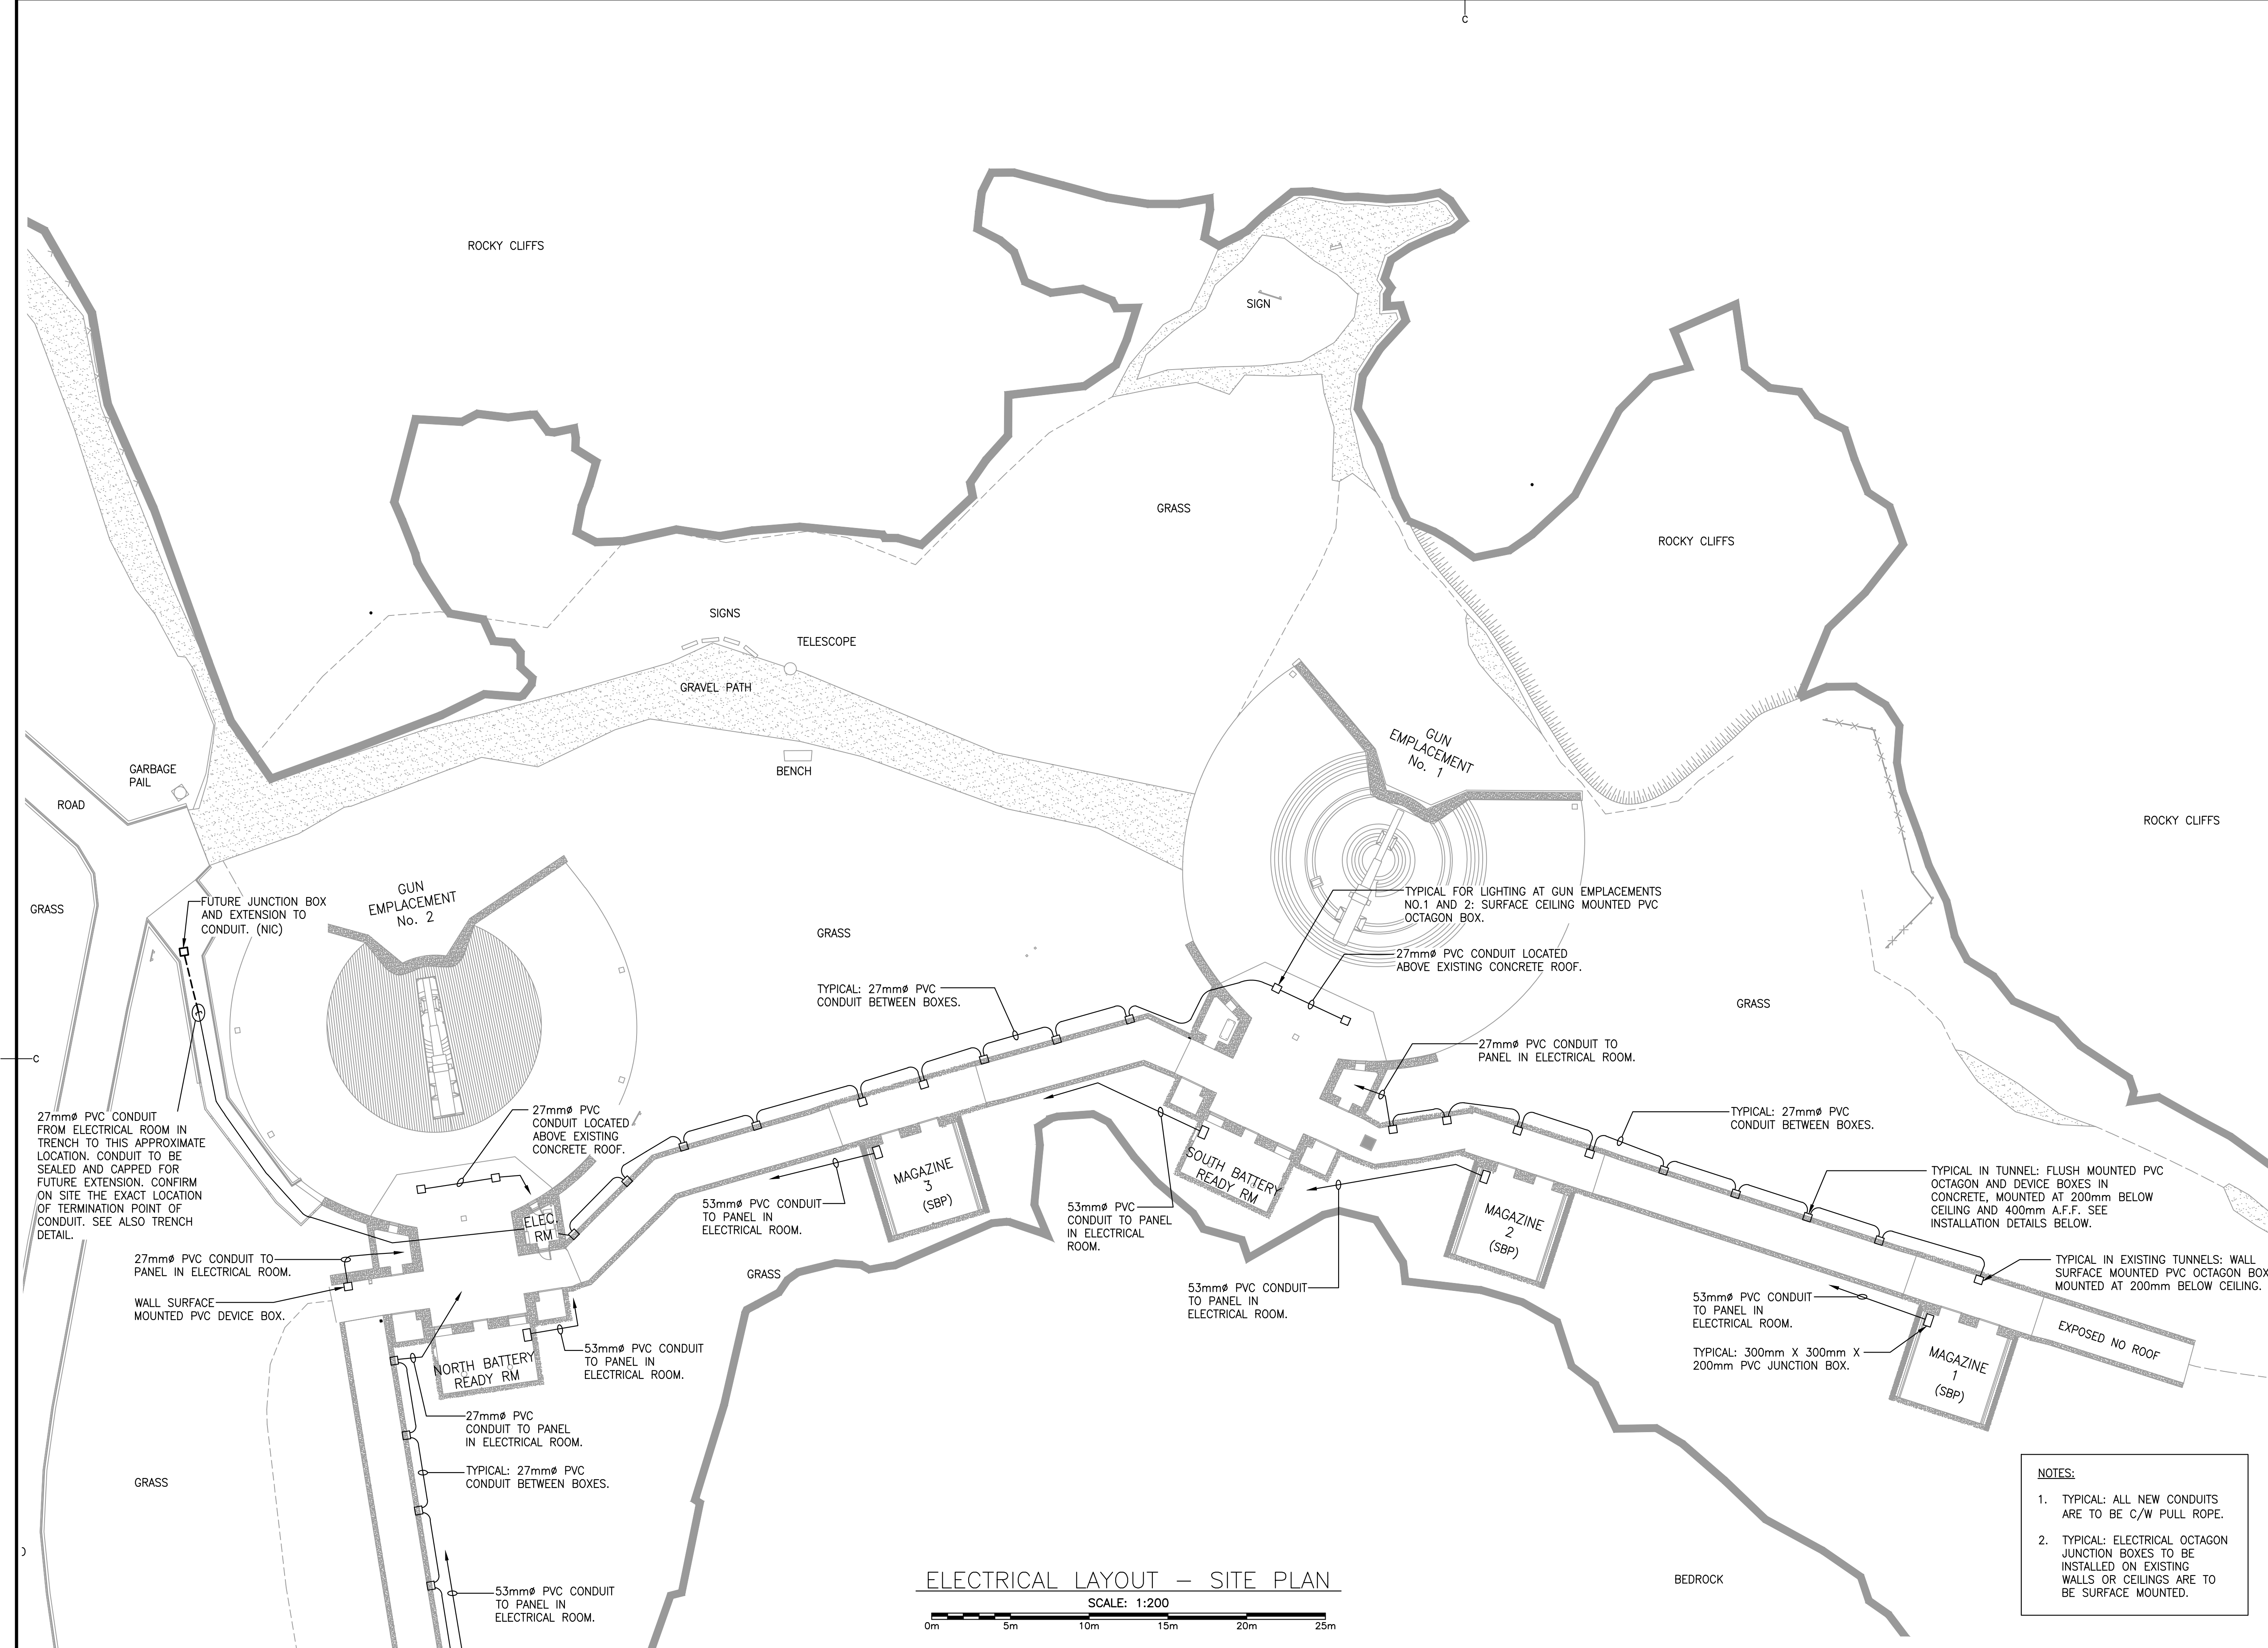 C
ROCKY CLIFFS
SIGN
GRASS
ROCKY CLIFFS
SIGNS
TELESCOPE
GRAVEL PATH
GUN
EMPLACEMENT
No. 1
GARBAGE
PAIL
BENCH
ROAD
ROCKY CLIFFS
GRASS
FUTURE JUNCTION BOX
AND EXTENSION TO
CONDUIT. (NIC)
GUN
EMPLACEMENT
No. 2
GRASS
TYPICAL FOR LIGHTING AT GUN EMPLACEMENTS
NO.1 AND 2: SURFACE CEILING MOUNTED PVC
OCTAGON BOX.
27mmø PVC CONDUIT LOCATED
ABOVE EXISTING CONCRETE ROOF.
TYPICAL: 27mmø PVC
CONDUIT BETWEEN BOXES.
GRASS
C
27mmø PVC CONDUIT TO
PANEL IN ELECTRICAL ROOM.
27mmø PVC CONDUIT
FROM ELECTRICAL ROOM IN
TRENCH TO THIS APPROXIMATE
LOCATION. CONDUIT TO BE
SEALED AND CAPPED FOR
FUTURE EXTENSION. CONFIRM
ON SITE THE EXACT LOCATION
OF TERMINATION POINT OF
CONDUIT. SEE ALSO TRENCH
DETAIL.
27mmø PVC
CONDUIT LOCATED
ABOVE EXISTING
CONCRETE ROOF.
TYPICAL: 27mmø PVC
CONDUIT BETWEEN BOXES.
ELEC.
RM
MAGAZINE
3
(SBP)
SOUTH BATTERY
READY RM
53mmø PVC CONDUIT
TO PANEL IN
ELECTRICAL ROOM.
53mmø PVC
CONDUIT TO PANEL
IN ELECTRICAL
ROOM.
MAGAZINE
2
(SBP)
TYPICAL IN TUNNEL: FLUSH MOUNTED PVC
OCTAGON AND DEVICE BOXES IN
CONCRETE, MOUNTED AT 200mm BELOW
CEILING AND 400mm A.F.F. SEE
INSTALLATION DETAILS BELOW.
27mmø PVC CONDUIT TO
PANEL IN ELECTRICAL ROOM.
GRASS
WALL SURFACE
MOUNTED PVC DEVICE BOX.
53mmø PVC CONDUIT
TO PANEL IN
ELECTRICAL ROOM.
TYPICAL IN EXISTING TUNNELS: WALL
SURFACE MOUNTED PVC OCTAGON BOX
MOUNTED AT 200mm BELOW CEILING.
53mmø PVC CONDUIT
TO PANEL IN
ELECTRICAL ROOM.
TYPICAL: 300mm X 300mm X
200mm PVC JUNCTION BOX.
EXPOSED NO ROOF
MAGAZINE
1
(SBP)
NORTH BATTERY
READY RM
53mmø PVC CONDUIT
TO PANEL IN
ELECTRICAL ROOM.
27mmø PVC
CONDUIT TO PANEL
IN ELECTRICAL ROOM.
TYPICAL: 27mmø PVC
CONDUIT BETWEEN BOXES.
GRASS
53mmø PVC CONDUIT
TO PANEL IN
ELECTRICAL ROOM.
BEDROCK
NOTES:
1. TYPICAL: ALL NEW CONDUITS
ARE TO BE C/W PULL ROPE.
2. TYPICAL: ELECTRICAL OCTAGON
JUNCTION BOXES TO BE
INSTALLED ON EXISTING
WALLS OR CEILINGS ARE TO
BE SURFACE MOUNTED.
ELECTRICAL LAYOUT – SITE PLAN
SCALE: 1:200
0m 5m 10m 15m 20m 25m